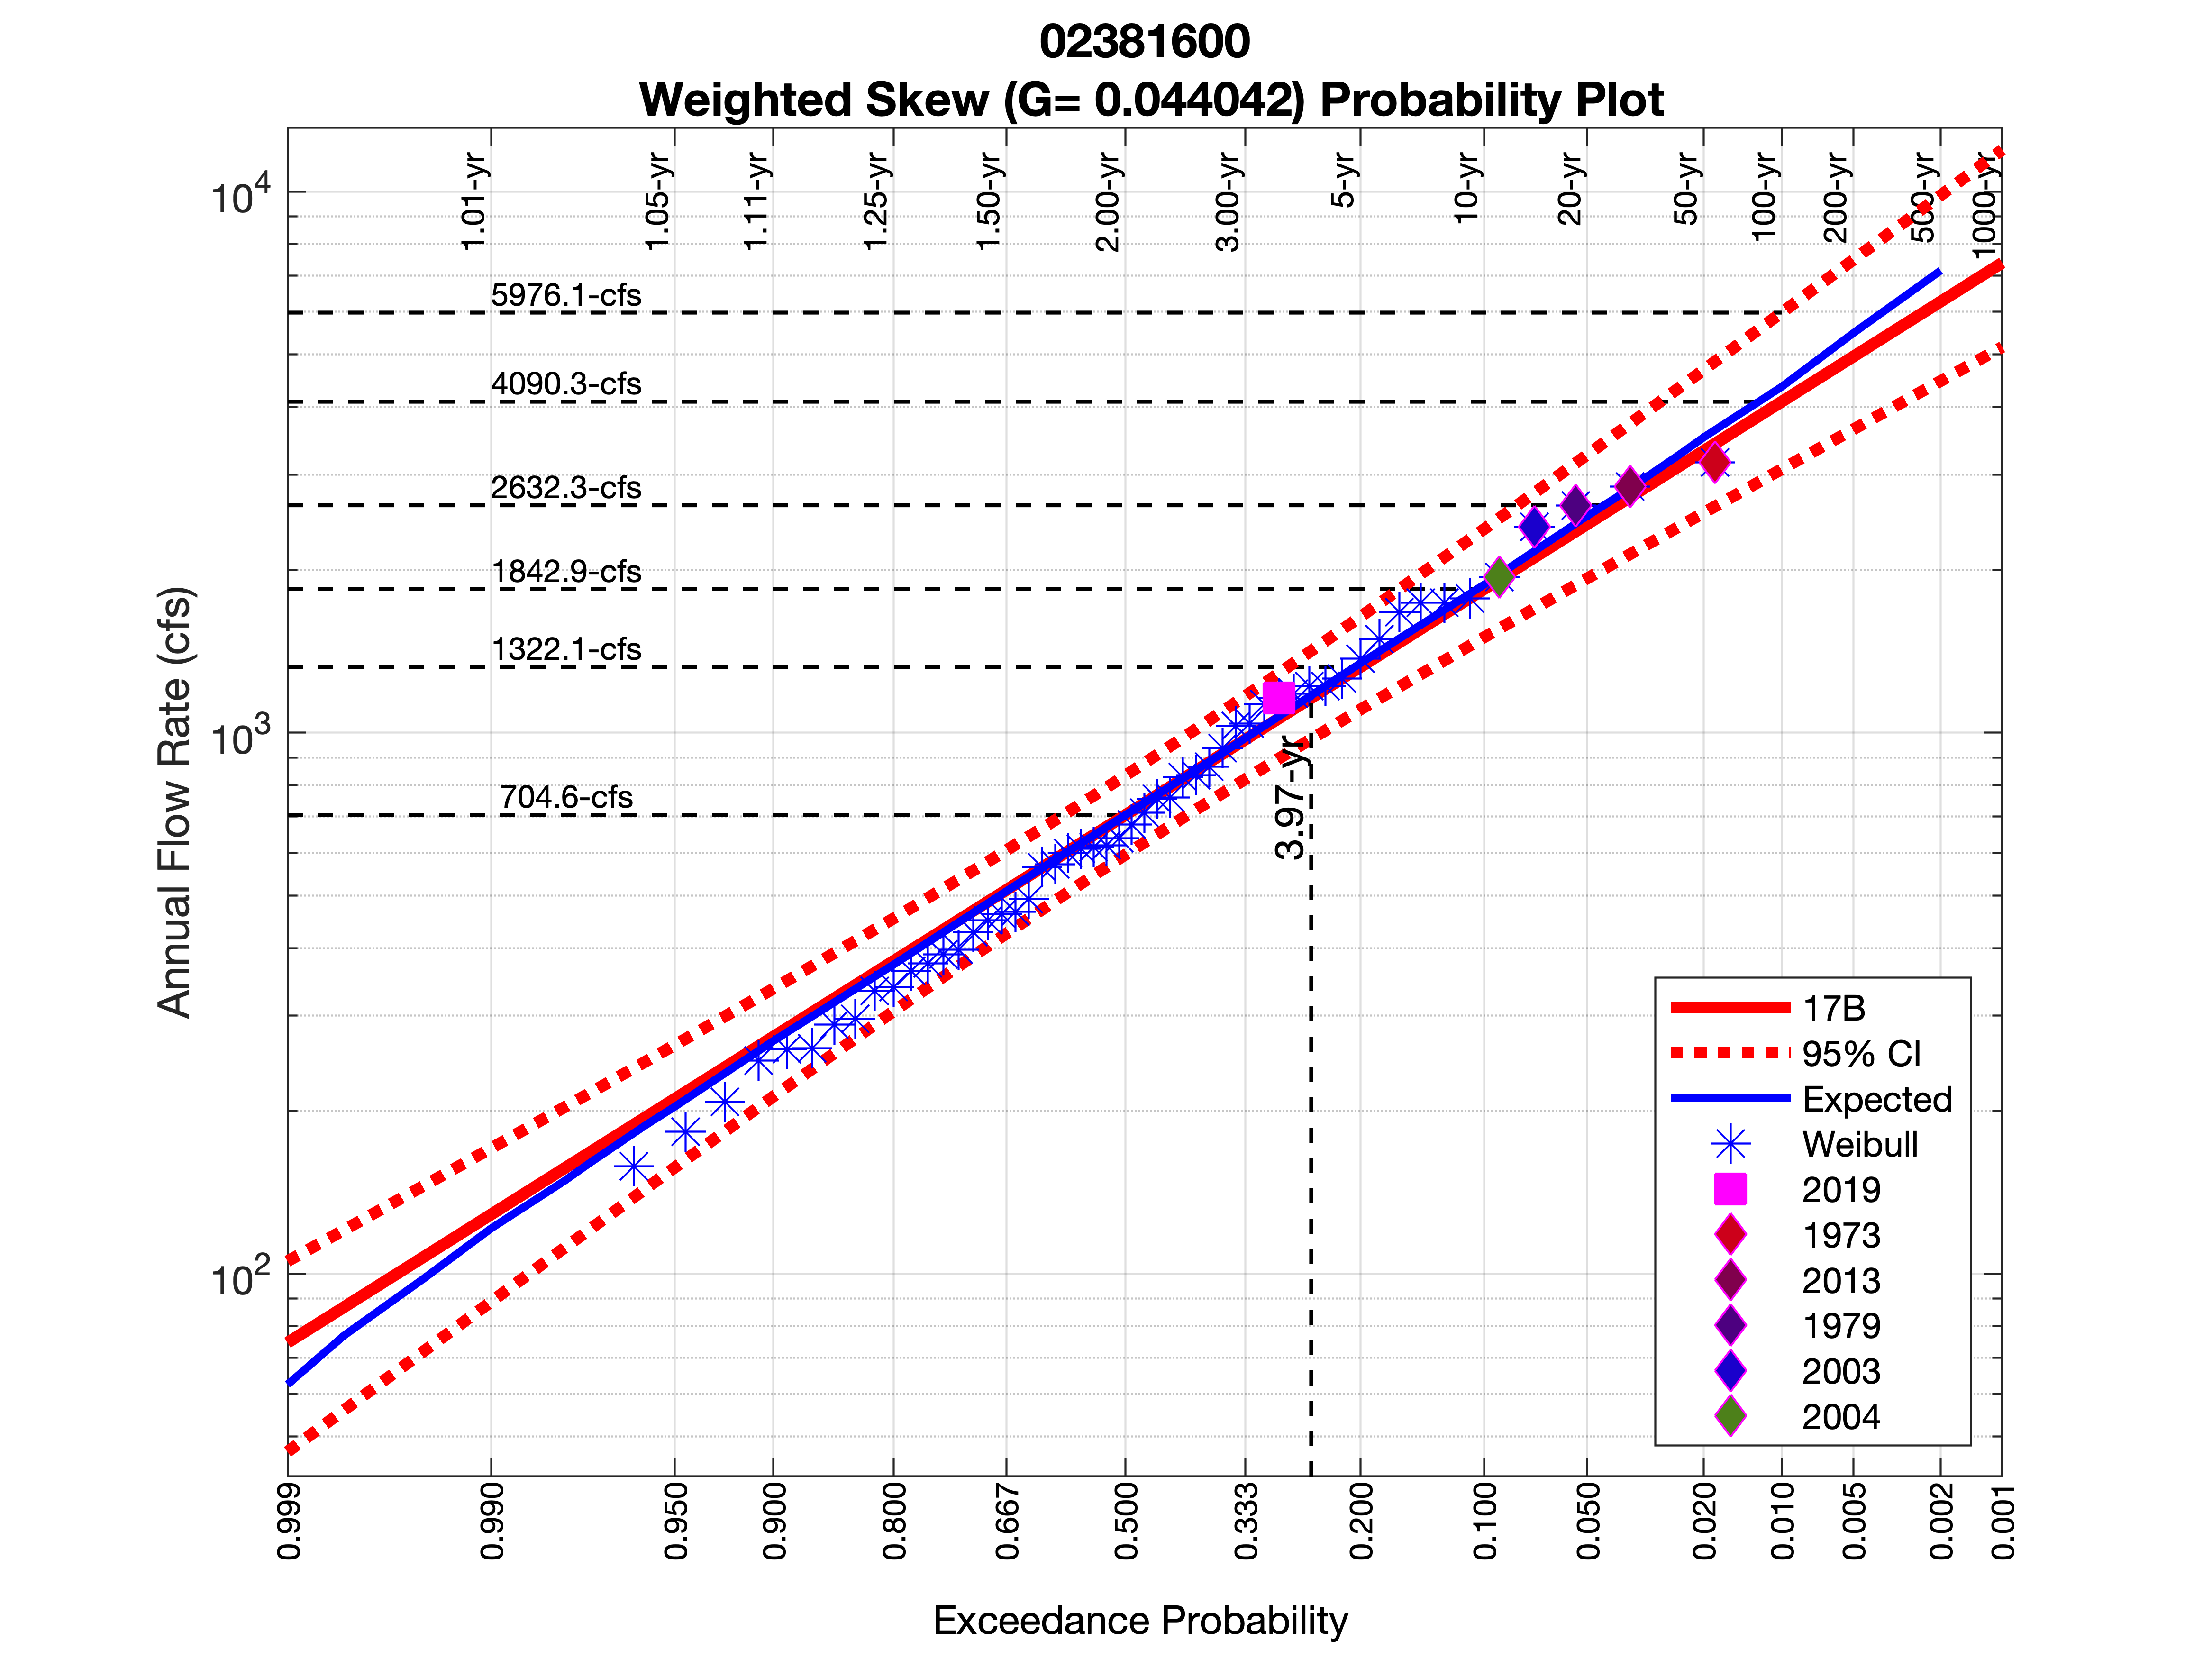 02381600
Weighted Skew (G= 0.044042) Probability Plot
1.01-yr
1.05-yr
1.11-yr
1.25-yr
1.50-yr
2.00-yr
3.00-yr
5-yr
10-yr
20-yr
50-yr
100-yr
200-yr
500-yr
1000-yr
10^4
10^3
10^2
Annual Flow Rate (cfs)
5976.1-cfs
4090.3-cfs
2632.3-cfs
1842.9-cfs
1322.1-cfs
704.6-cfs
3.97-yr
17B
95% CI
Expected
Weibull
2019
1973
2013
1979
2003
2004
0.999
0.990
0.950
0.900
0.800
0.667
0.500
0.333
0.200
0.100
0.050
0.020
0.010
0.005
0.002
0.001
Exceedance Probability